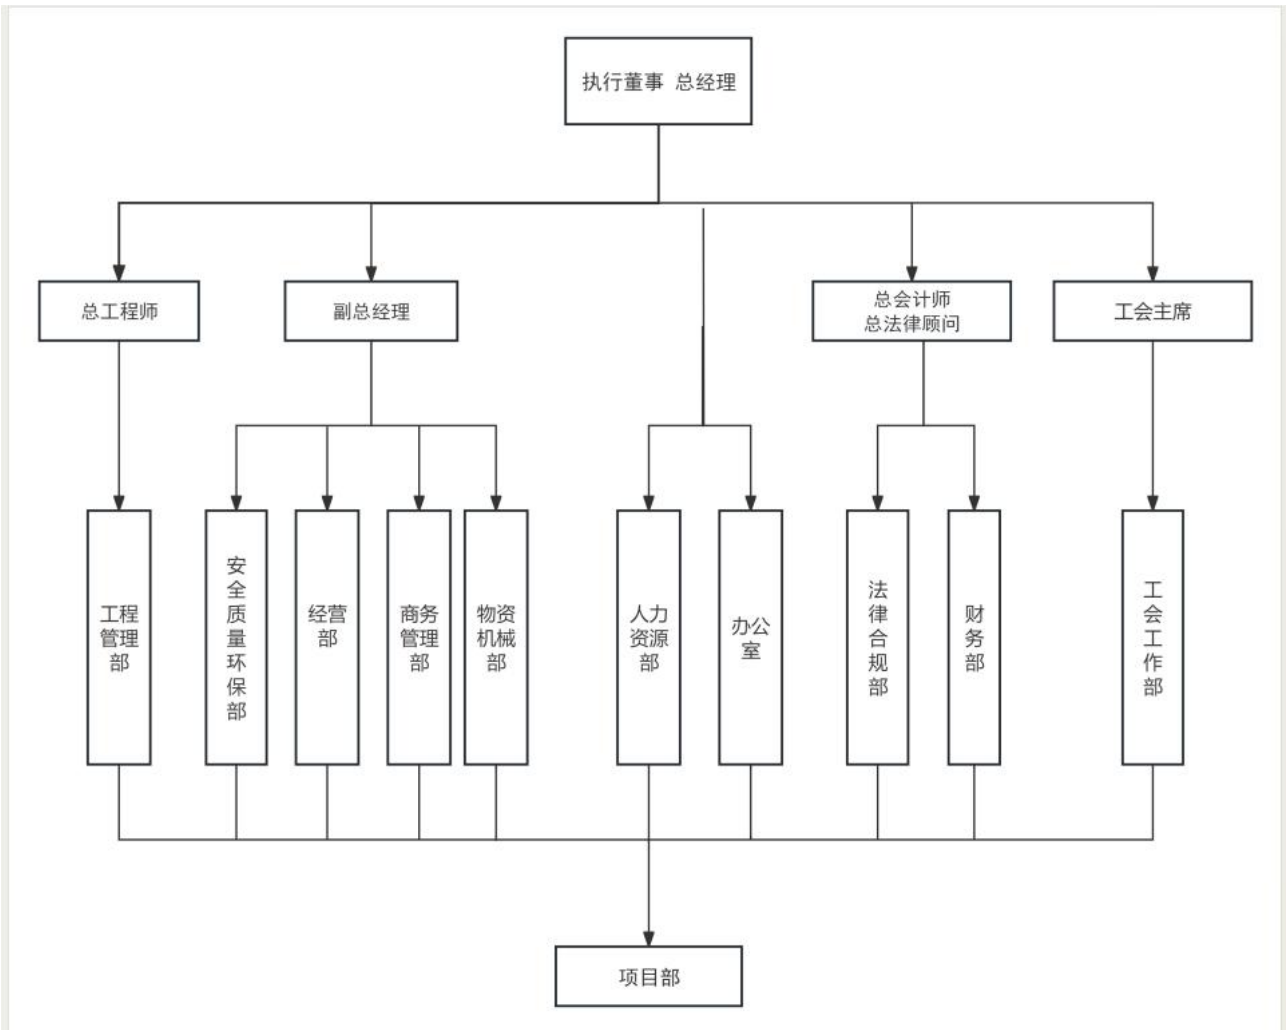 执行董事 总经理
总工程师
副总经理
总会计师
总法律顾问
工会主席
工程
管理
部
安
全
质
量
环
保
部
经营
部
商务
管理
部
物资
机械
部
人力
资源
部
办公
室
法
律
合
规
部
财
务
部
工
会
工
作
部
项目部